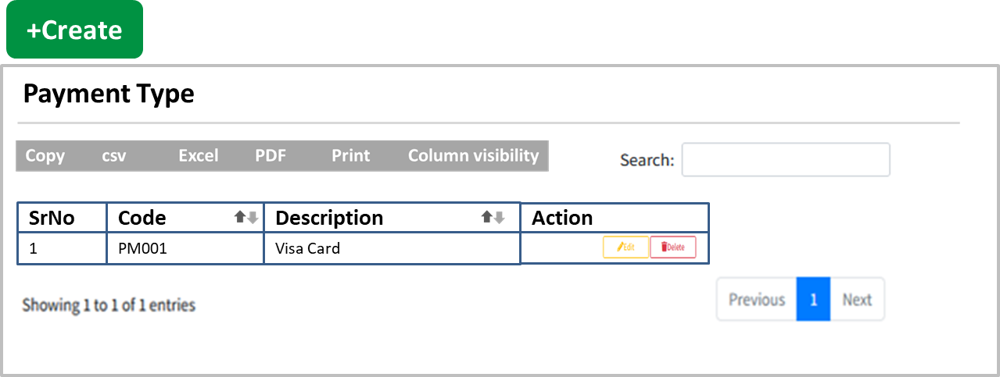 +Create
Payment Type
Copy csv Excel PDF Print Column visibility
Search:
SrNo Code Description Action
1 PM001 Visa Card Edit Delete
Showing 1 to 1 of 1 entries
Previous 1 Next